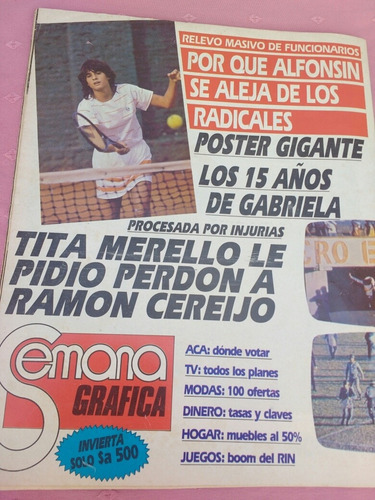 RELEVO MASIVO DE FUNCIONARIOS
POR QUE ALFONSIN
SE ALEJA DE LOS
RADICALES
POSTER GIGANTE
LOS 15 AÑOS
DE GABRIELA
PROCESADA POR INJURIAS
TITA MERELLO LE
PIDIO PERDON A
RAMON CEREIJO
Semana
GRAFICA
INVIERTA
SOLO $a 500
ACA: dónde votar
TV: todos los planes
MODAS: 100 ofertas
DINERO: tasas y claves
HOGAR: muebles al 50%
JUEGOS: boom del RIN